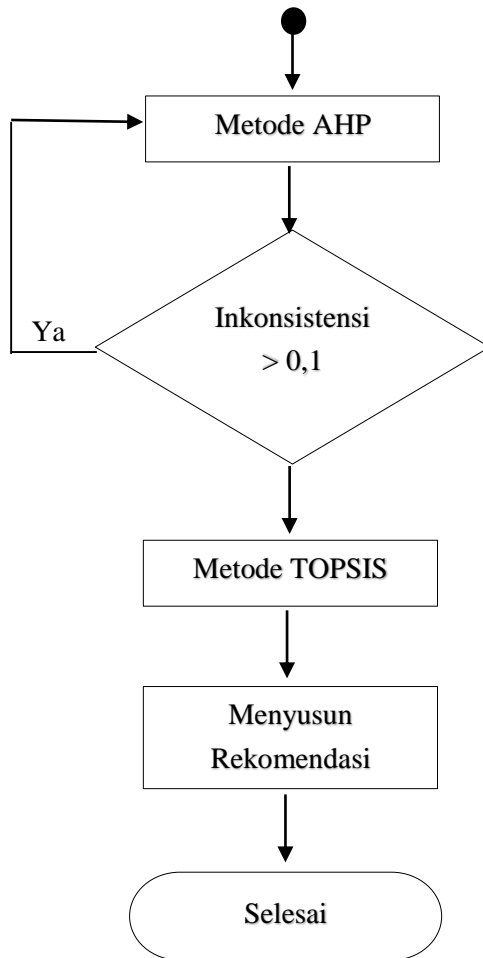 Metode AHP
Inkonsistensi
> 0,1
Ya
Metode TOPSIS
Menyusun
Rekomendasi
Selesai